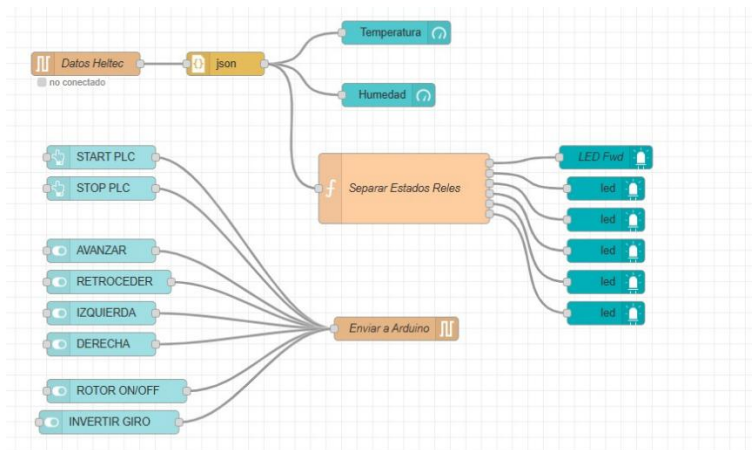 Temperatura
Datos Heltec
json
no conectado
Humedad
START PLC
STOP PLC
Separar Estados Reles
LED Fwd
led
led
led
led
led
AVANZAR
RETROCEDER
IZQUIERDA
DERECHA
Enviar a Arduino
ROTOR ON/OFF
INVERTIR GIRO